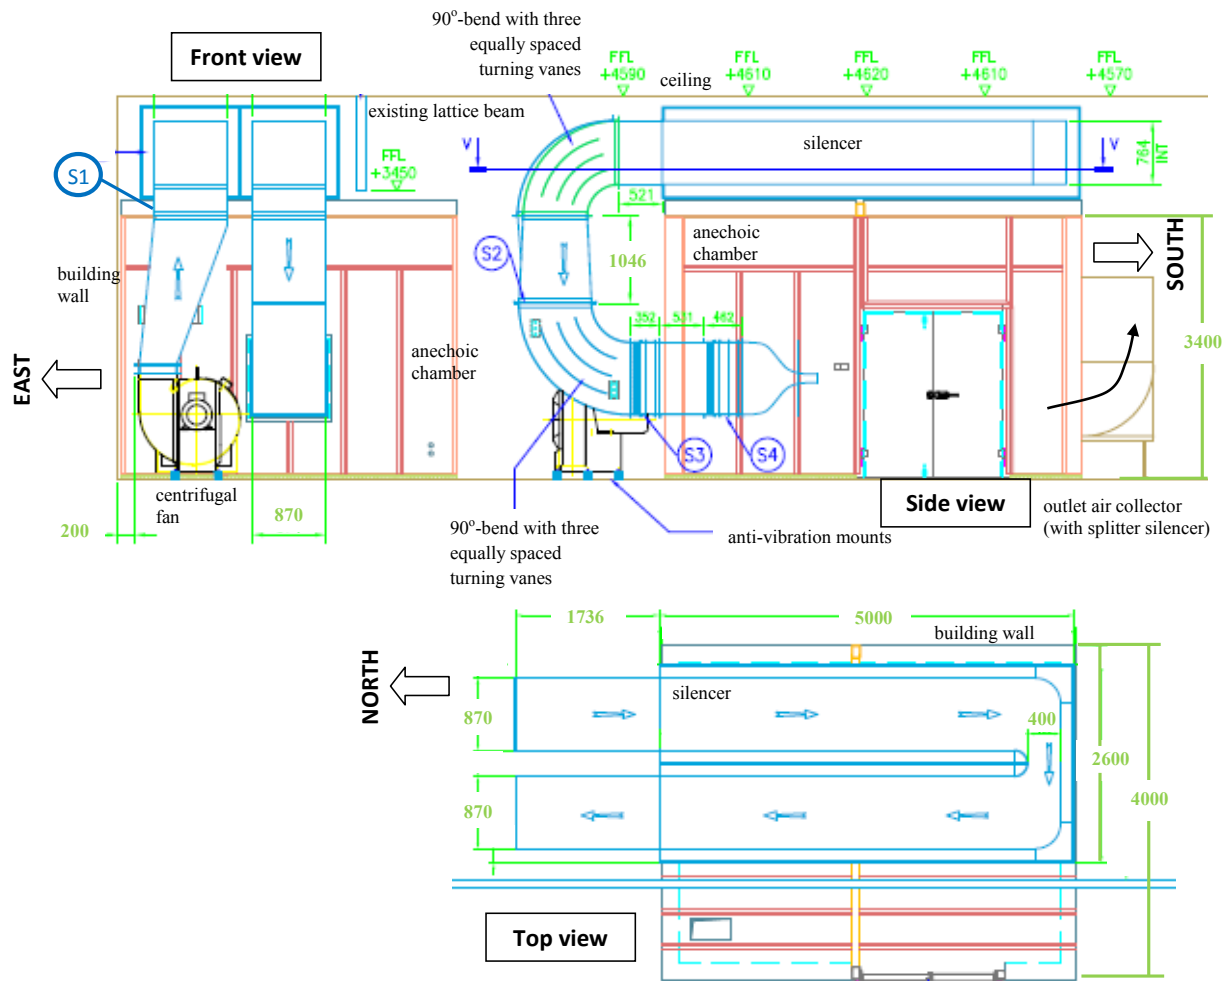 90°-bend with three
equally spaced
turning vanes
Front view
ceiling
FFL
+4590
FFL
+4610
FFL
+4620
FFL
+4610
FFL
+4570
existing lattice beam
FFL
+3450
silencer
V
V
764
INT
S1
521
anechoic
chamber
SOUTH
building
wall
S2
1046
352
531
462
3400
EAST
anechoic
chamber
S3
S4
centrifugal
fan
Side view
outlet air collector
(with splitter silencer)
200
870
90°-bend with three
equally spaced
turning vanes
anti-vibration mounts
1736
5000
building wall
NORTH
silencer
870
400
2600
4000
870
Top view